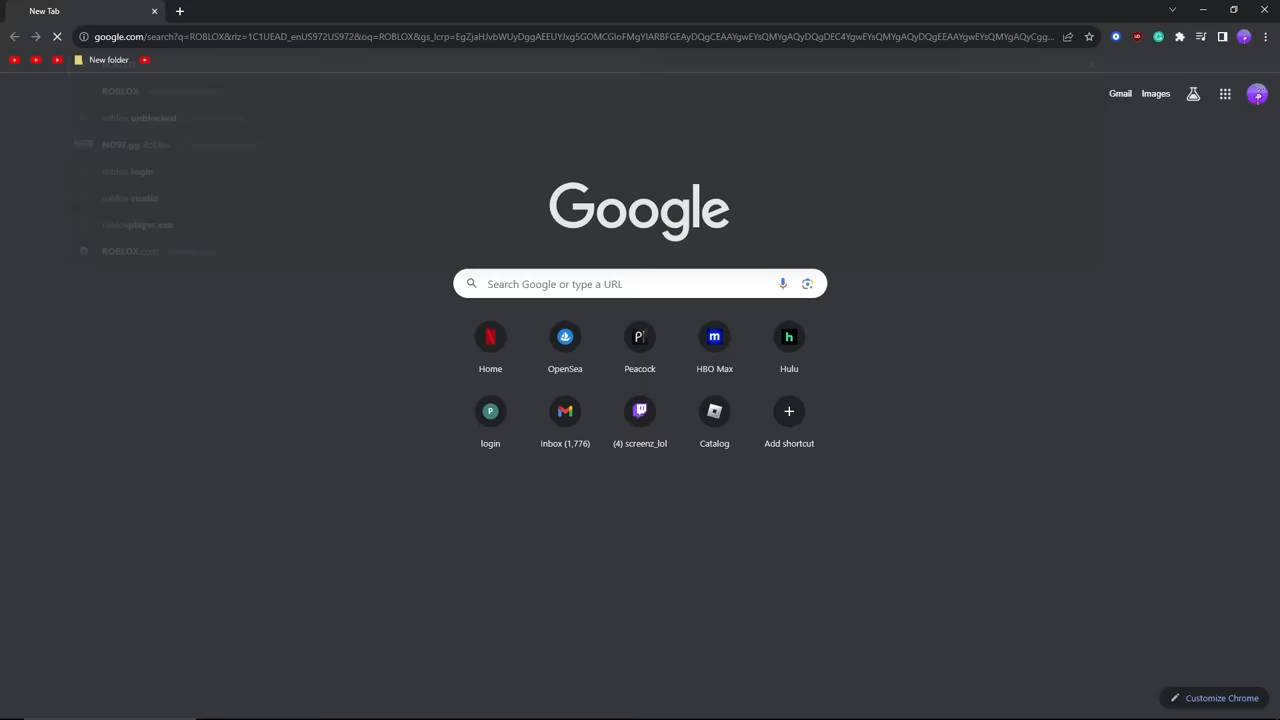 New Tab
google.com/search?q=ROBLOX&rlz=1C1UEAD_enUS972US972&oq=ROBLOX&gs_lcrp=EgZjaHJvbWUyDggAEEUYJxg5GOMCGIoFMgYIARBFGEAyDQgCEAAYgwEYsQMYgAQyDQgDEC4YgwEYsQMYgAQyDQgEEAAYgwEYsQMYgAQyCgg...
New folder
Gmail Images
ROBLOX
roblox unblocked
NOW.gg Roblox
roblox login
roblox studio
robloxplayer.exe
ROBLOX.com
Google
Search Google or type a URL
Home OpenSea Peacock HBO Max Hulu
login Inbox (1,776) (4) screenz_lol Catalog Add shortcut
Customize Chrome